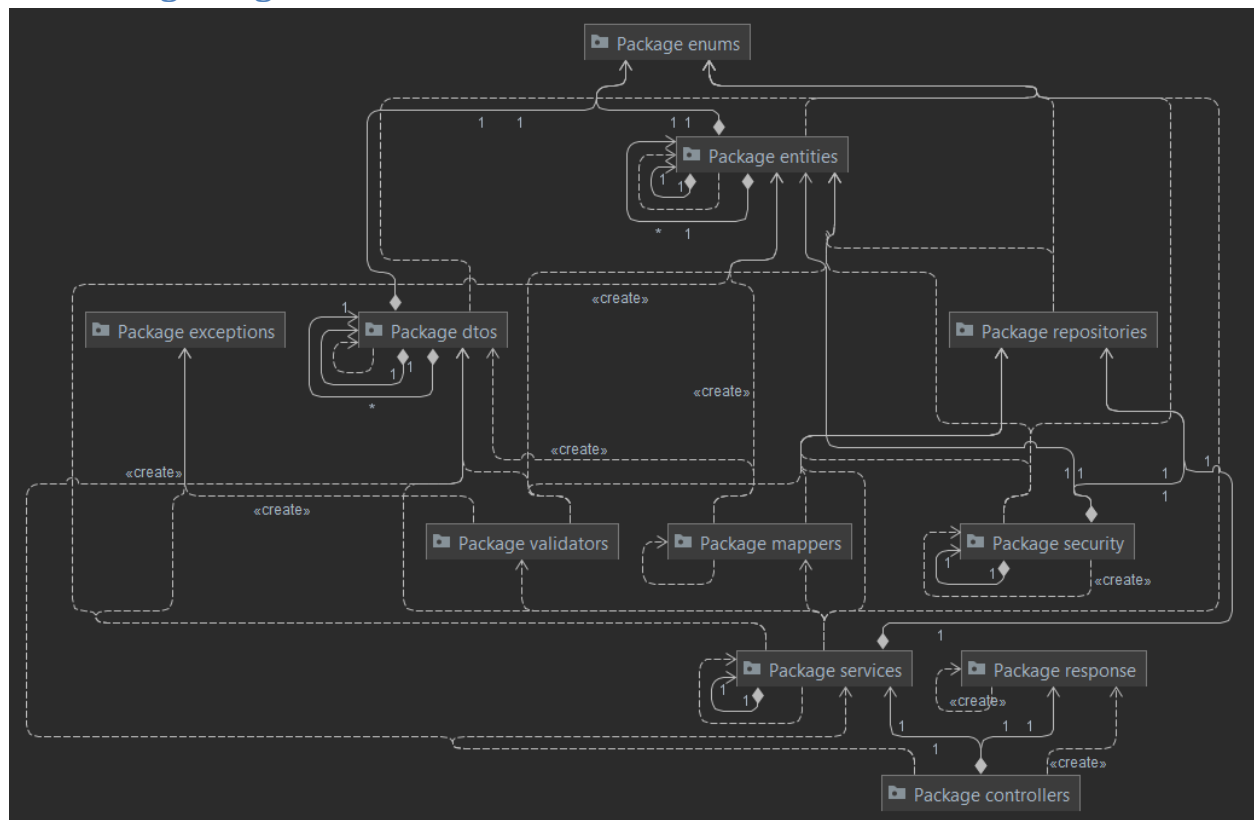 Package enums
1 1 1 1
Package entities
1 1
* 1
«create»
1
Package exceptions
Package dtos
Package repositories
1 1
*
«create»
«create»
«create»
1 1 1 1
«create»
1
Package validators
Package mappers
Package security
1 1
«create»
1
Package services
Package response
1 1
«create»
1 1 1
1
«create»
Package controllers